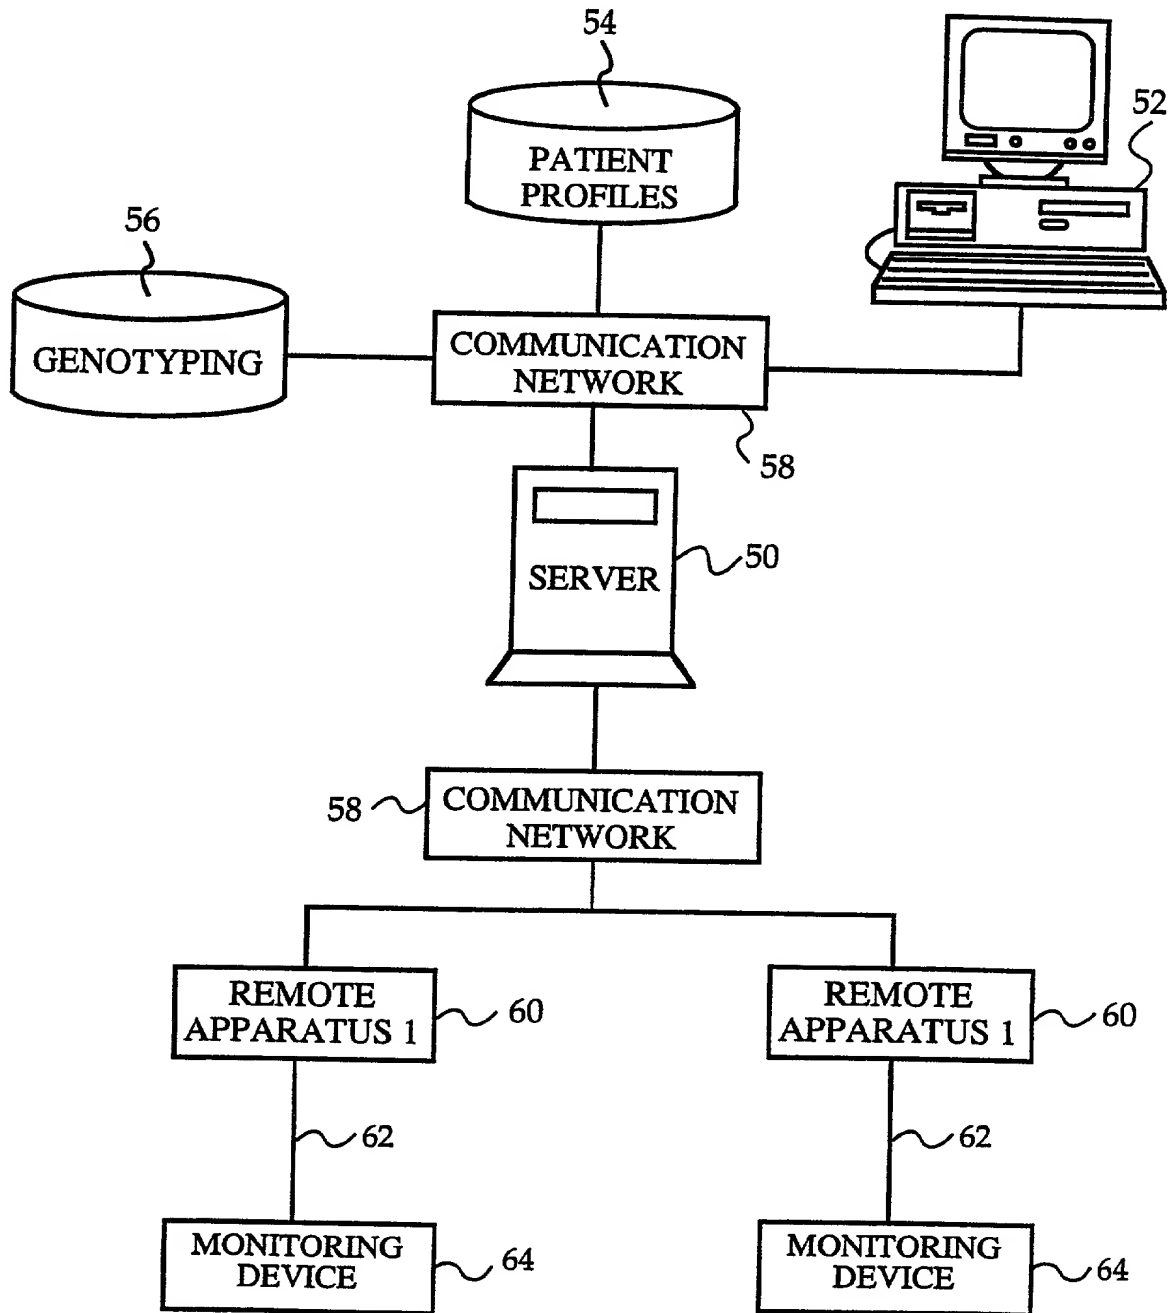 54
PATIENT
PROFILES
52
56
GENOTYPING
COMMUNICATION
NETWORK
58
SERVER
50
58
COMMUNICATION
NETWORK
REMOTE
APPARATUS 1
60
REMOTE
APPARATUS 1
60
62
62
MONITORING
DEVICE
64
MONITORING
DEVICE
64